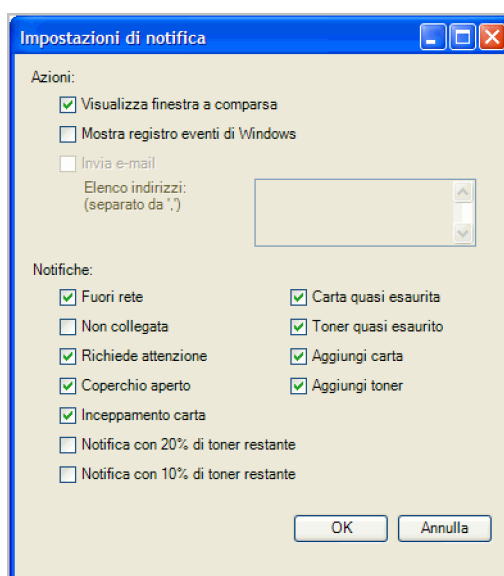 Impostazioni di notifica
Azioni:
Visualizza finestra a comparsa
Mostra registro eventi di Windows
Invia e-mail
Elenco indirizzi:
(separato da ',')
Notifiche:
Fuori rete
Carta quasi esaurita
Non collegata
Toner quasi esaurito
Richiede attenzione
Aggiungi carta
Coperchio aperto
Aggiungi toner
Inceppamento carta
Notifica con 20% di toner restante
Notifica con 10% di toner restante
OK
Annulla